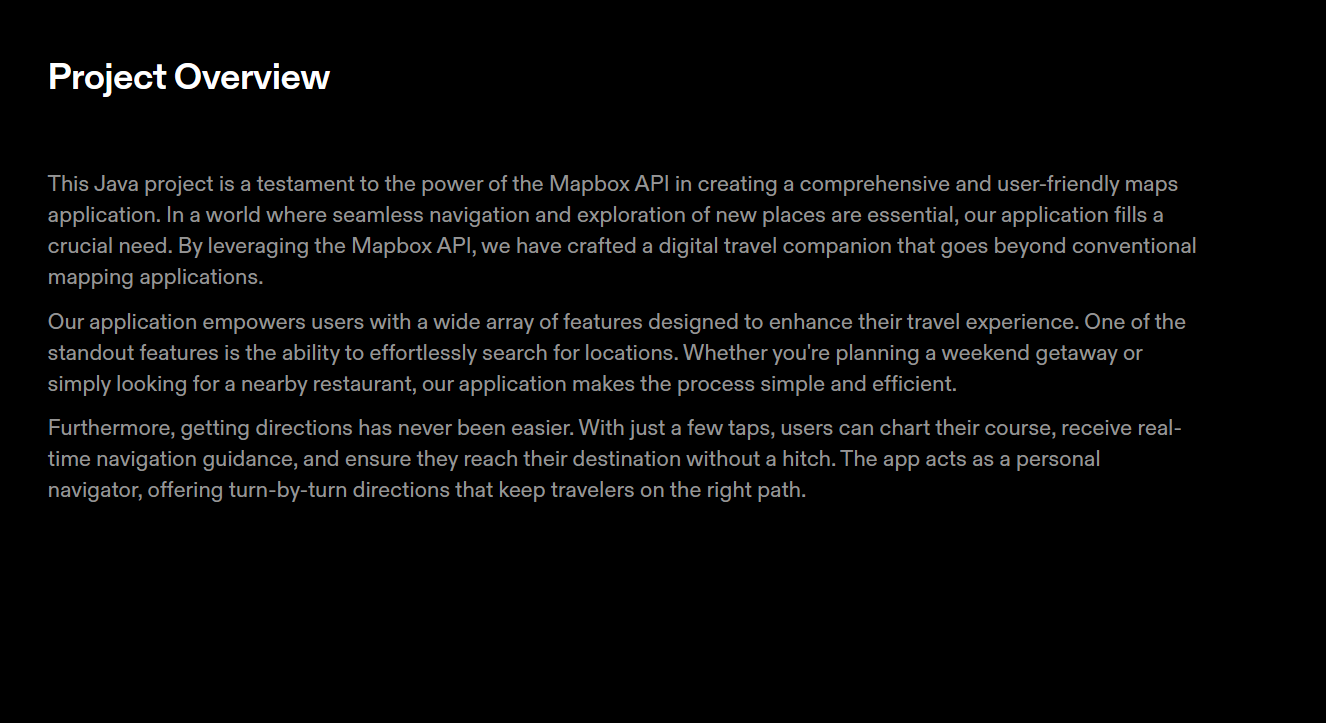 Project Overview
This Java project is a testament to the power of the Mapbox API in creating a comprehensive and user-friendly maps
application. In a world where seamless navigation and exploration of new places are essential, our application fills a
crucial need. By leveraging the Mapbox API, we have crafted a digital travel companion that goes beyond conventional
mapping applications.
Our application empowers users with a wide array of features designed to enhance their travel experience. One of the
standout features is the ability to effortlessly search for locations. Whether you're planning a weekend getaway or
simply looking for a nearby restaurant, our application makes the process simple and efficient.
Furthermore, getting directions has never been easier. With just a few taps, users can chart their course, receive real-
time navigation guidance, and ensure they reach their destination without a hitch. The app acts as a personal
navigator, offering turn-by-turn directions that keep travelers on the right path.